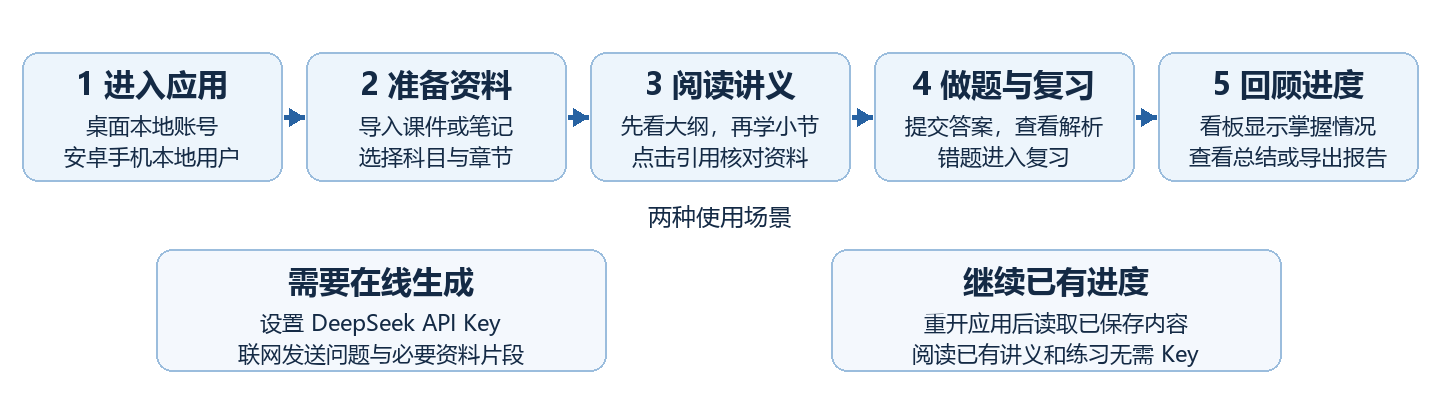 1 进入应用
桌面本地账号
安卓手机本地用户
2 准备资料
导入课件或笔记
选择科目与章节
3 阅读讲义
先看大纲，再学小节
点击引用核对资料
4 做题与复习
提交答案，查看解析
错题进入复习
5 回顾进度
看板显示掌握情况
查看总结或导出报告
两种使用场景
需要在线生成
设置 DeepSeek API Key
联网发送问题与必要资料片段
继续已有进度
重开应用后读取已保存内容
阅读已有讲义和练习无需 Key